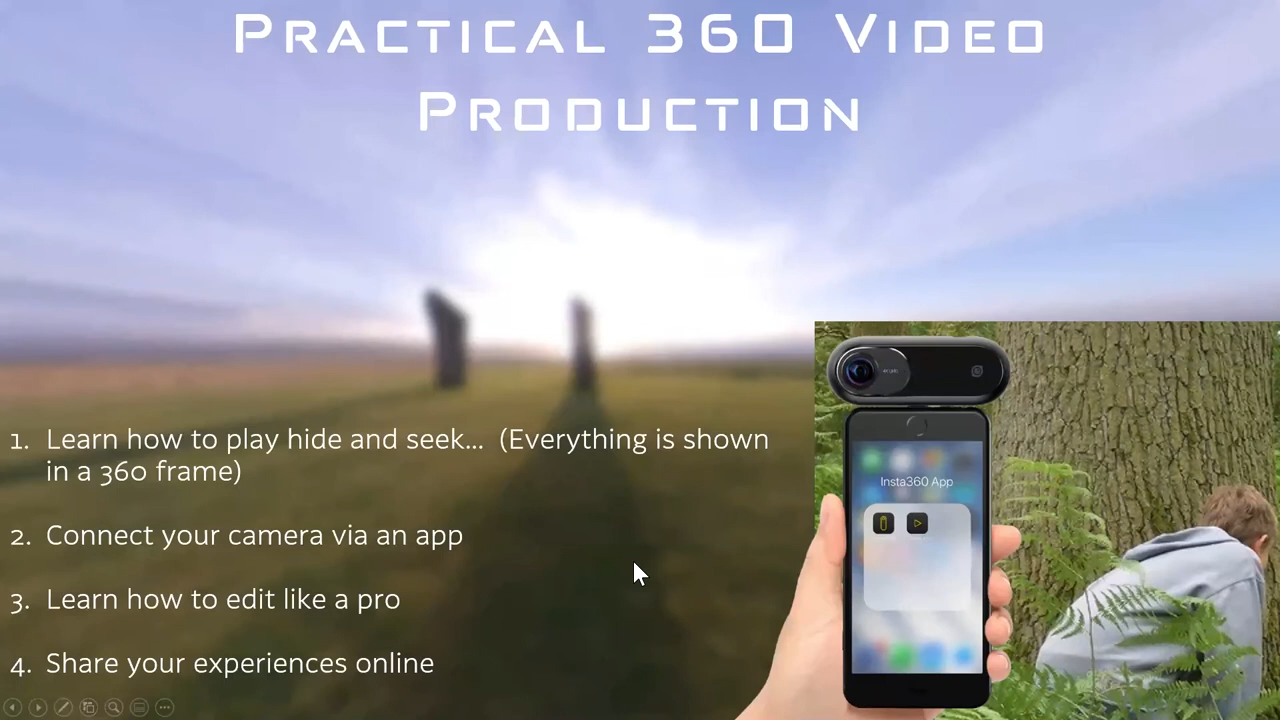 Practical 360 Video
Production
1. Learn how to play hide and seek... (Everything is shown
in a 360 frame)
2. Connect your camera via an app
3. Learn how to edit like a pro
4. Share your experiences online
Insta360 App